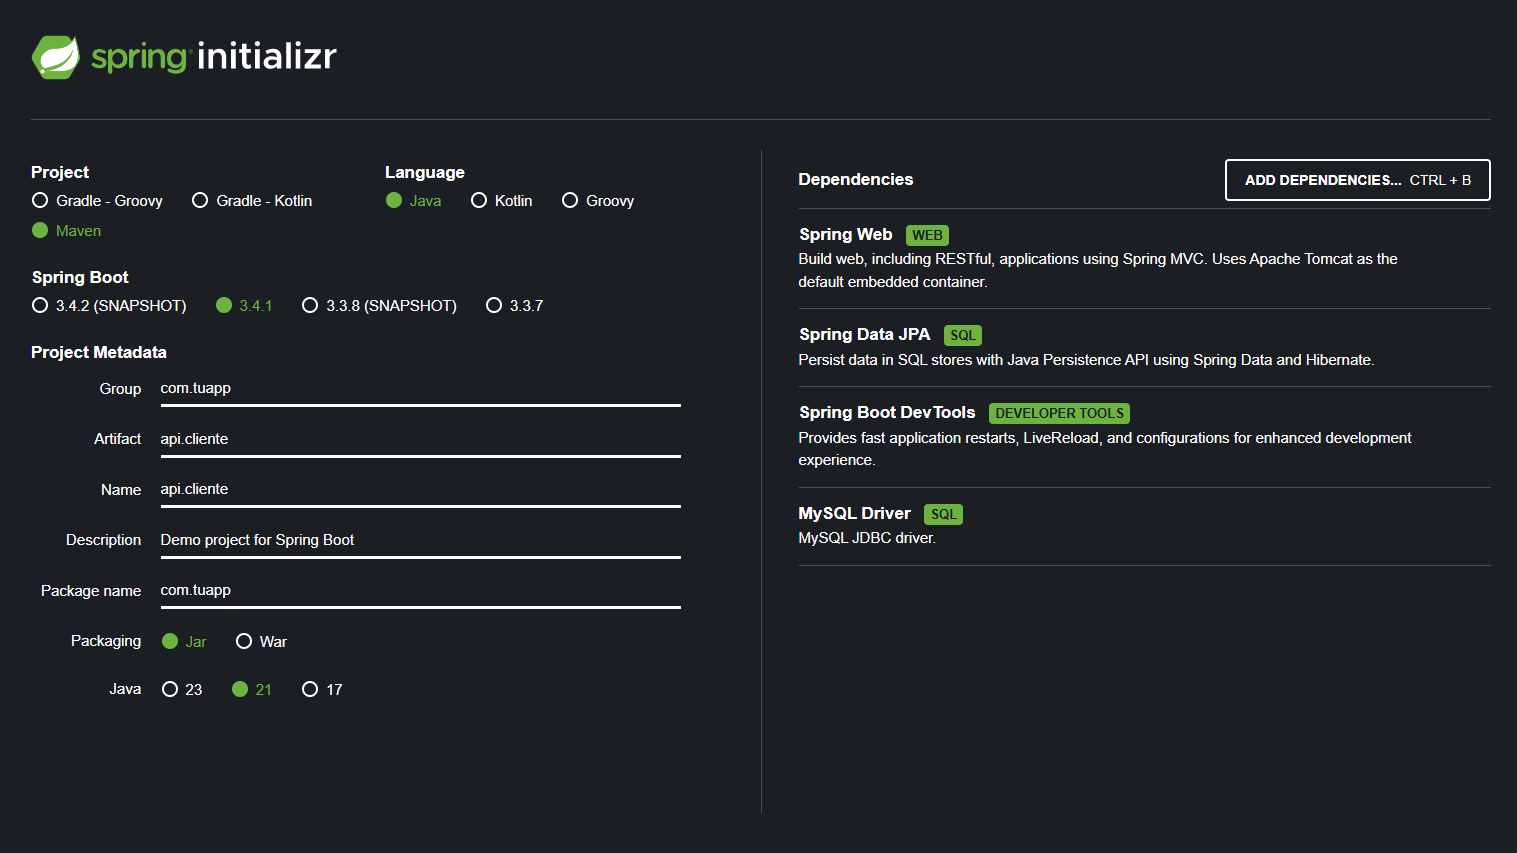 spring initializr
Project
Gradle - Groovy Gradle - Kotlin
Maven
Language
Java Kotlin Groovy
Spring Boot
3.4.2 (SNAPSHOT) 3.4.1 3.3.8 (SNAPSHOT) 3.3.7
Project Metadata
Group com.tuapp
Artifact api.cliente
Name api.cliente
Description Demo project for Spring Boot
Package name com.tuapp
Packaging Jar War
Java 23 21 17
Dependencies
ADD DEPENDENCIES... CTRL + B
Spring Web WEB
Build web, including RESTful, applications using Spring MVC. Uses Apache Tomcat as the
default embedded container.
Spring Data JPA SQL
Persist data in SQL stores with Java Persistence API using Spring Data and Hibernate.
Spring Boot DevTools DEVELOPER TOOLS
Provides fast application restarts, LiveReload, and configurations for enhanced development
experience.
MySQL Driver SQL
MySQL JDBC driver.